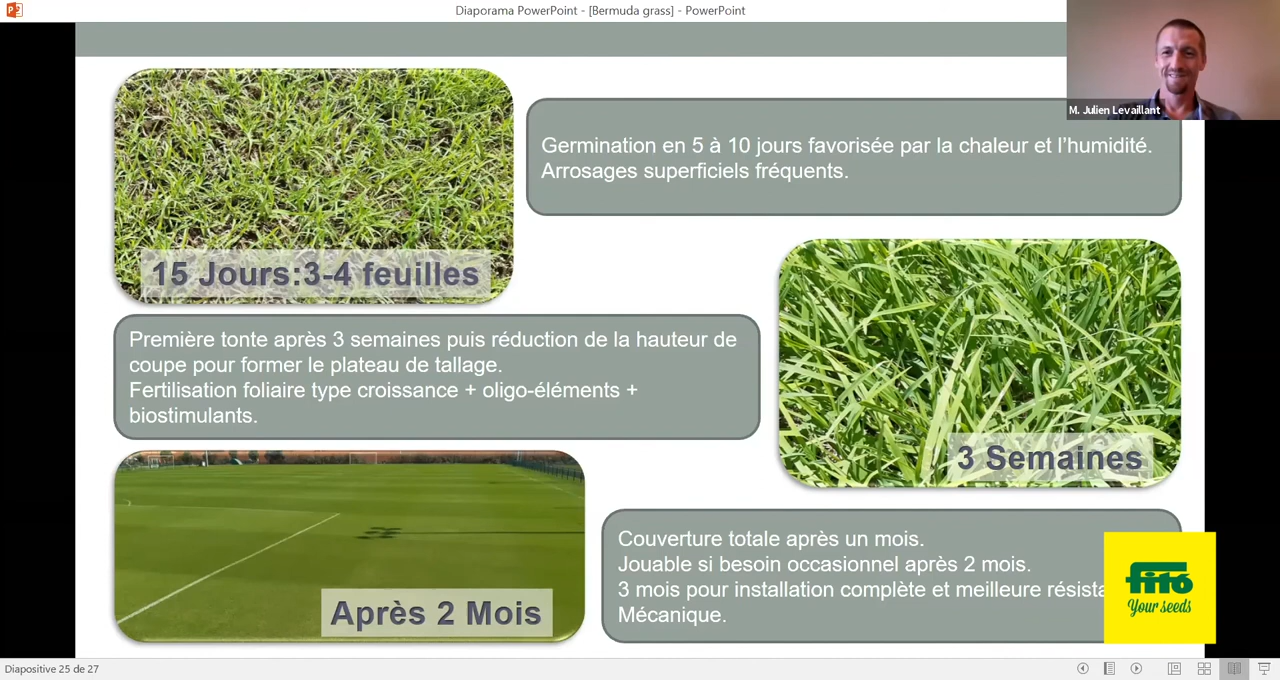 Diaporama PowerPoint - [Bermuda grass] - PowerPoint
M. Julien Levaillant
Germination en 5 à 10 jours favorisée par la chaleur et l'humidité.
Arrosages superficiels fréquents.
15 Jours:3-4 feuilles
Première tonte après 3 semaines puis réduction de la hauteur de
coupe pour former le plateau de tallage.
Fertilisation foliaire type croissance + oligo-éléments +
biostimulants.
3 Semaines
Après 2 Mois
Couverture totale après un mois.
Jouable si besoin occasionnel après 2 mois.
3 mois pour installation complète et meilleure résista
Mécanique.
fitó
Your seeds
Diapositive 25 de 27